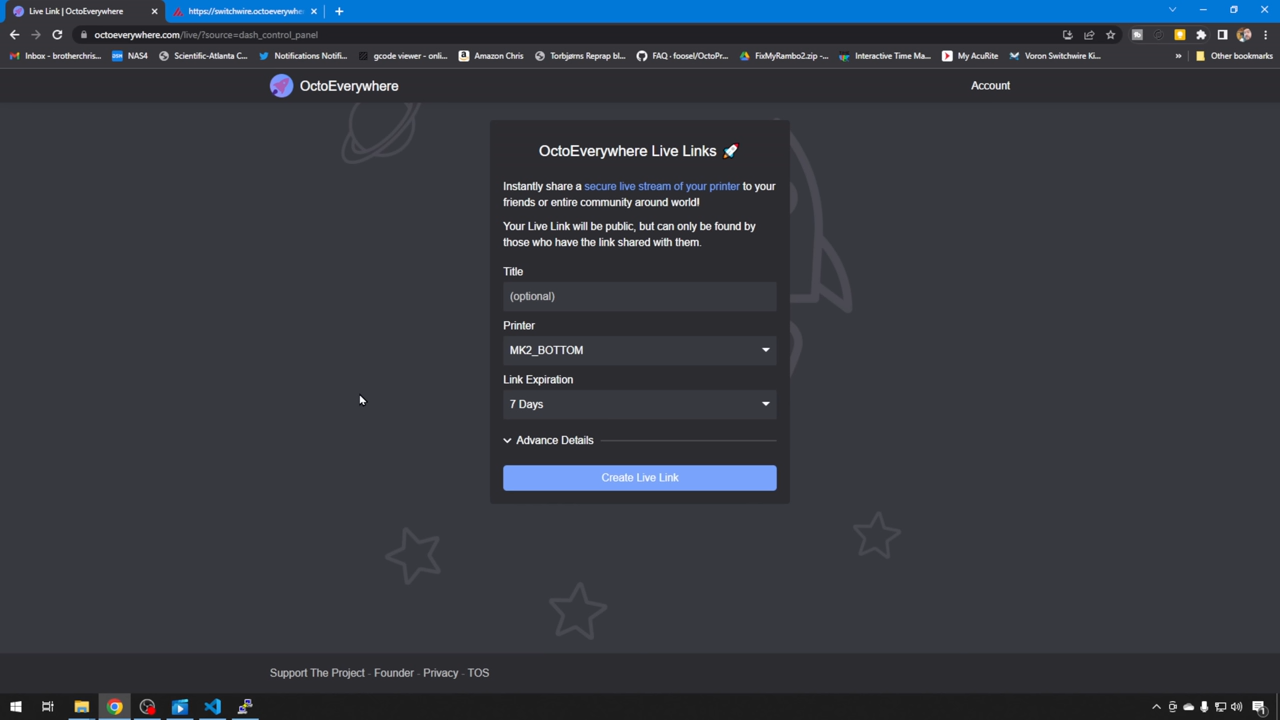 Live Link | OctoEverywhere
https://switchwire.octoeverywhe
octoeverywhere.com/live/?source=dash_control_panel
Inbox - brotherchris...
NAS4
Scientific-Atlanta C...
Notifications Notifi...
gcode viewer - onli...
Amazon Chris
Torbjørns Reprap bl...
FAQ · foosel/OctoPr...
FixMyRambo2.zip -...
Interactive Time Ma...
My AcuRite
Voron Switchwire Ki...
»
Other bookmarks
OctoEverywhere
Account
OctoEverywhere Live Links 🚀
Instantly share a secure live stream of your printer to your
friends or entire community around world!
Your Live Link will be public, but can only be found by
those who have the link shared with them.
Title
(optional)
Printer
MK2_BOTTOM
Link Expiration
7 Days
Advance Details
Create Live Link
Support The Project - Founder - Privacy - TOS